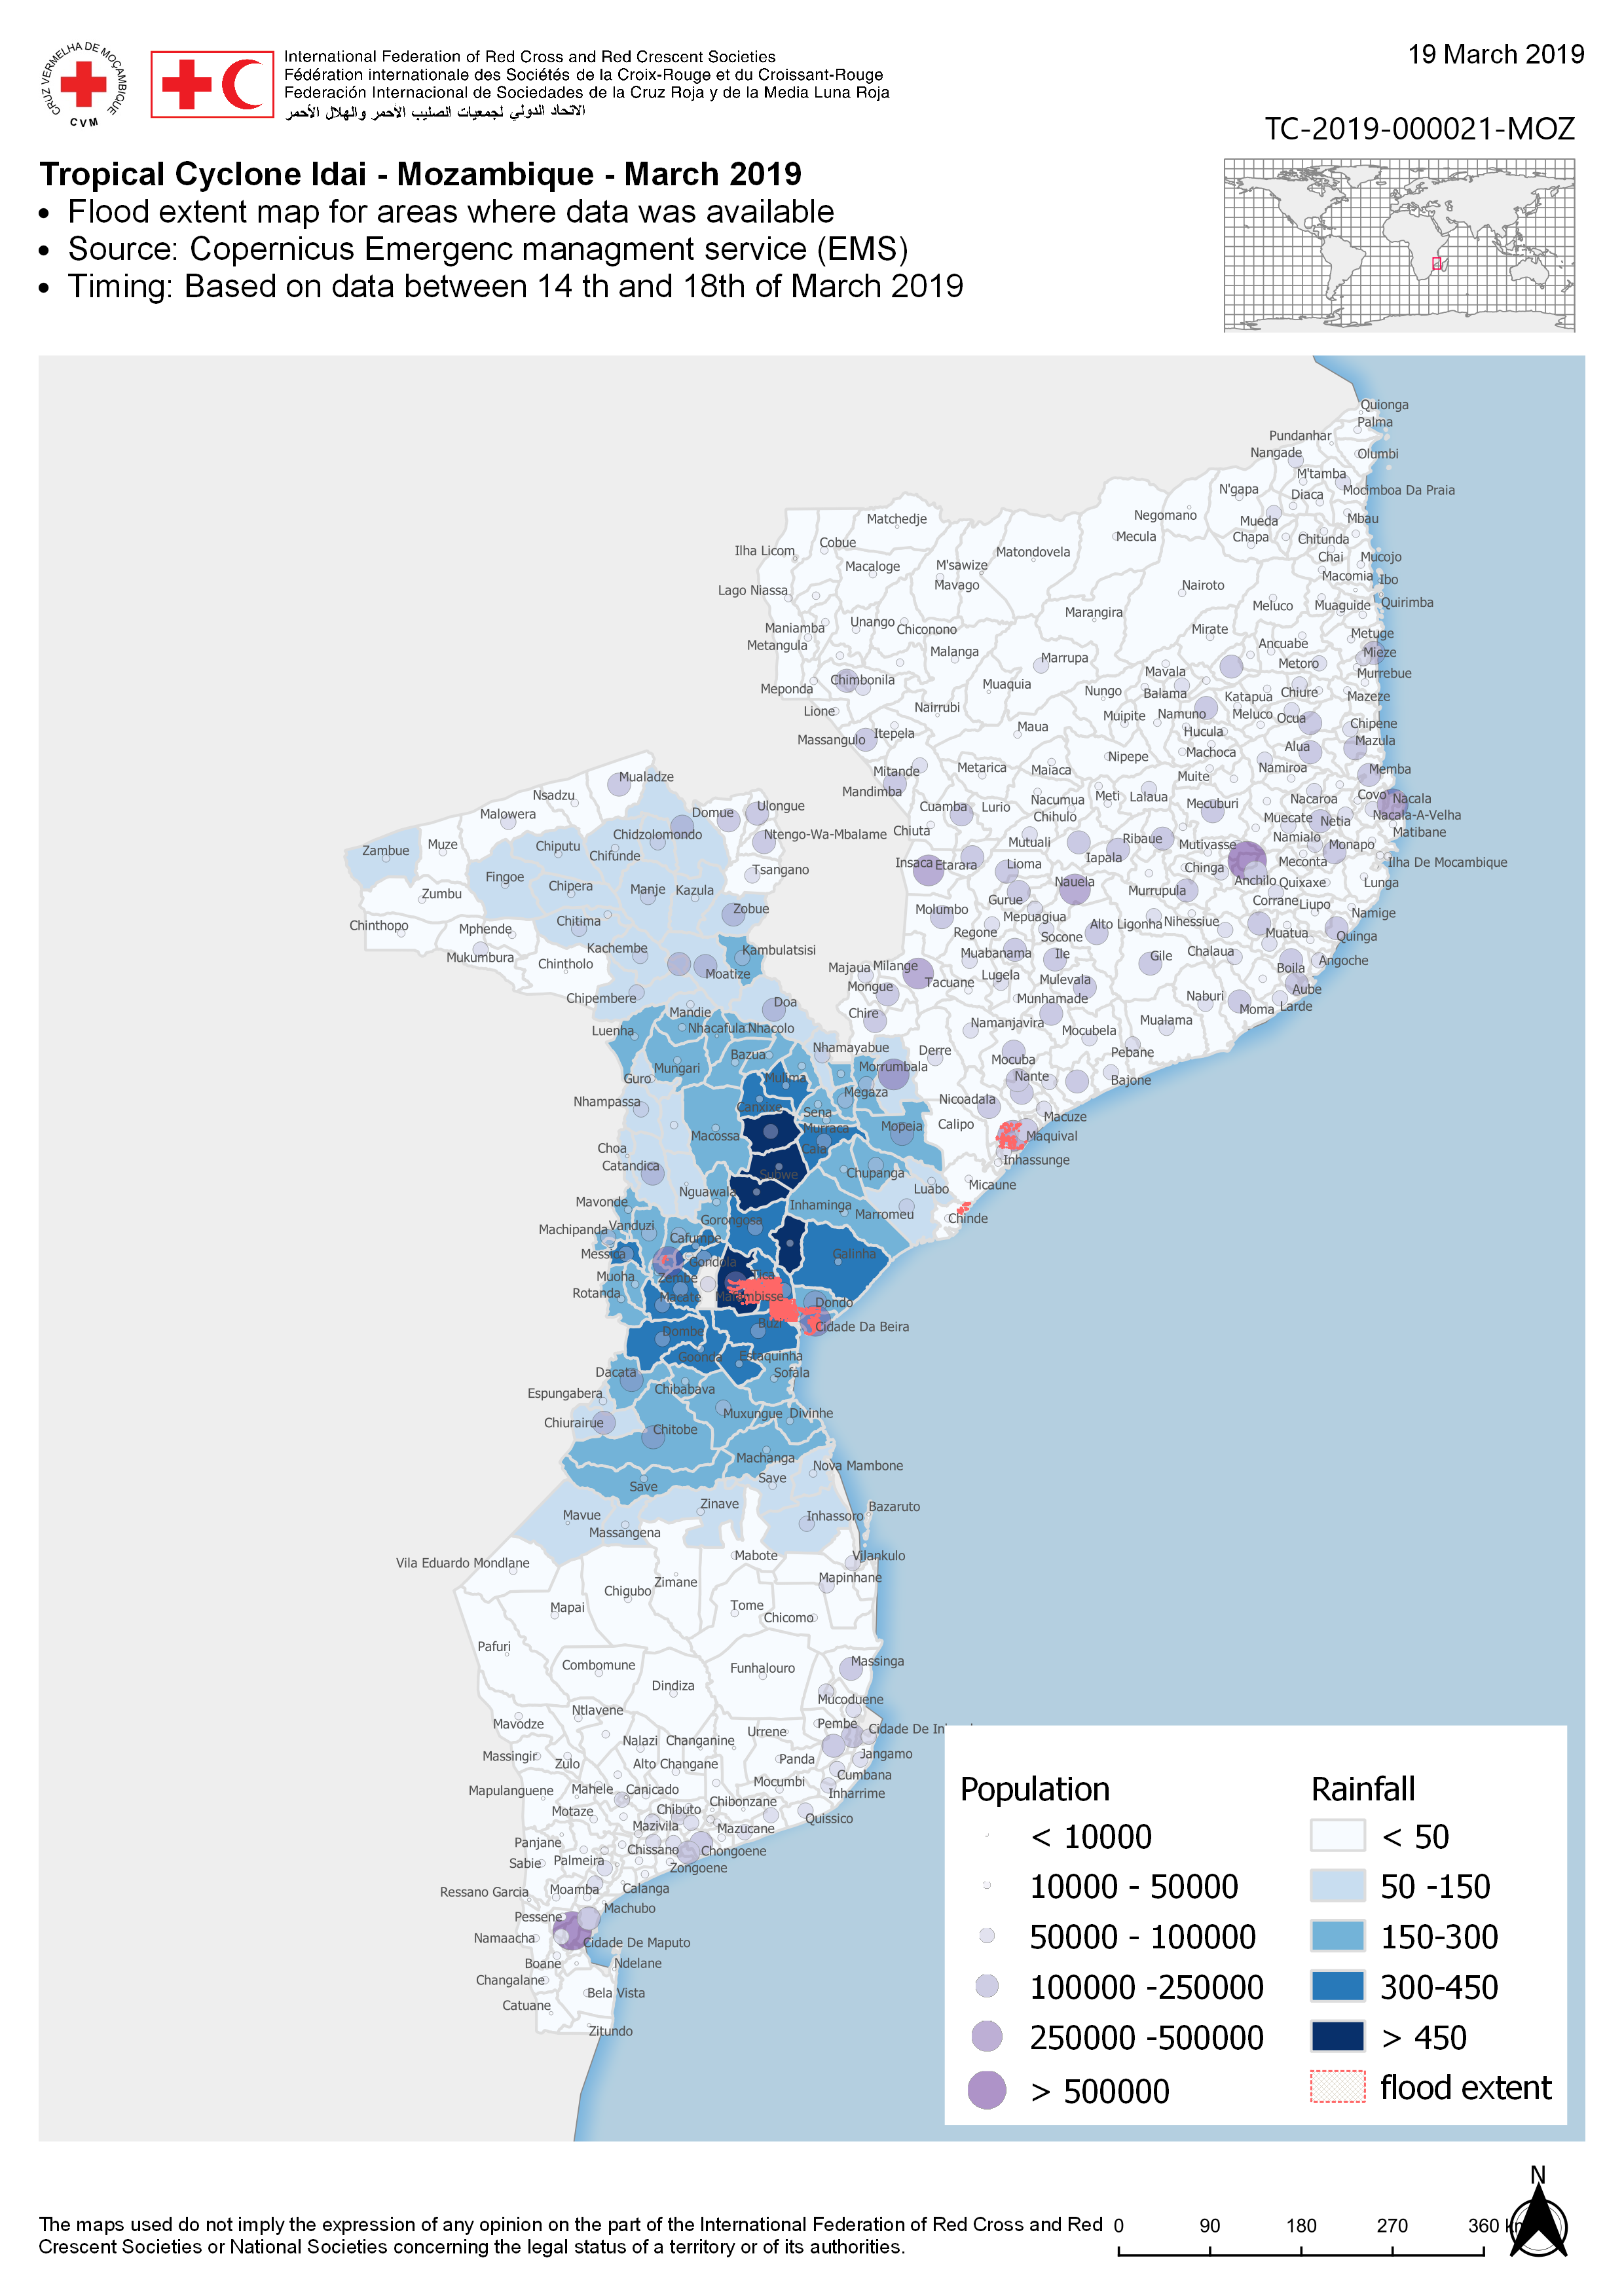 CRUZ VERMELHA DE MOÇAMBIQUE
CVM
International Federation of Red Cross and Red Crescent Societies
Fédération internationale des Sociétés de la Croix-Rouge et du Croissant-Rouge
Federación Internacional de Sociedades de la Cruz Roja y de la Media Luna Roja
الاتحاد الدولي لجمعيات الصليب الأحمر والهلال الأحمر
19 March 2019
TC-2019-000021-MOZ
Tropical Cyclone Idai - Mozambique - March 2019
• Flood extent map for areas where data was available
• Source: Copernicus Emergenc managment service (EMS)
• Timing: Based on data between 14 th and 18th of March 2019
Quionga
Palma
Pundanhar
Nangade
Olumbi
M'tamba
N'gapa
Diaca
Mocimboa Da Praia
Matchedje
Negomano
Mueda
Mbau
Cobue
Mecula
Chapa
Chitunda
Ilha Licom
Matondovela
Chai
Mucojo
Macaloge
M'sawize
Macomia
Ibo
Lago Niassa
Mavago
Nairoto
Meluco
Muaguide
Quirimba
Marangira
Maniamba
Unango
Chiconono
Mirate
Metuge
Metangula
Ancuabe
Malanga
Marrupa
Metoro
Mieze
Meponda
Chimbonila
Muaquia
Mavala
Murrebue
Nungo
Balama
Katapua
Chiure
Mazeze
Lione
Nairrubi
Muipite
Namuno
Meluco
Ocua
Chipene
Massangulo
Itepela
Maua
Hucula
Mazula
Nipepe
Machoca
Alua
Mitande
Metarica
Maiaca
Muite
Namiroa
Memba
Mandimba
Cuamba
Lurio
Nacumua
Meti
Lalaua
Mecuburi
Nacaroa
Covo
Nacala
Chihulo
Muecate
Netia
Nacala-A-Velha
Chiuta
Mutuali
Ribaue
Mutivasse
Namialo
Matibane
Monapo
Insaca
Etarara
Lioma
Iapala
Chinga
Meconta
Ilha De Mocambique
Nauela
Murrupula
Anchilo
Quixaxe
Lunga
Gurue
Corrane
Liupo
Molumbo
Mepuagiua
Alto Ligonha
Nihessiue
Namige
Regone
Socone
Muatua
Quinga
Muabanama
Ile
Gile
Chalaua
Angoche
Majaua
Milange
Boila
Mongue
Tacuane
Lugela
Mulevala
Aube
Munhamade
Naburi
Moma
Larde
Chire
Namanjavira
Mocubela
Mualama
Mualadze
Nsadzu
Malowera
Domue
Ulongue
Chidzolomondo
Ntengo-Wa-Mbalame
Zambue
Muze
Chiputu
Chifunde
Tsangano
Fingoe
Chipera
Manje
Kazula
Zumbu
Zobue
Chinthopo
Mphende
Chitima
Kachembe
Kambulatsisi
Mukumbura
Chintholo
Moatize
Chipembere
Mandie
Doa
Luenha
Nhacafula
Nhacolo
Nhamayabue
Derre
Pebane
Bazua
Mocuba
Mungari
Morrumbala
Nante
Bajone
Guro
Mulima
Megaza
Nhampassa
Canxixe
Sena
Nicoadala
Macuze
Macossa
Murraca
Mopeja
Calipo
Maquival
Choa
Caia
Inhassunge
Catandica
Subwe
Chupanga
Luabo
Micaune
Mavonde
Nguawala
Inhaminga
Marromeu
Chinde
Machipanda
Vanduzi
Gorongosa
Messica
Cafumpe
Galinha
Muoha
Gondola
Tica
Zembe
Rotanda
Macate
Marombisse
Dondo
Dombe
Buzi
Cidade Da Beira
Goonda
Estaquinha
Dacata
Sofala
Espungabera
Chibabava
Chiurairue
Muxungue
Divinhe
Chitobe
Machanga
Nova Mambone
Save
Save
Zinave
Bazaruto
Mavue
Massangena
Inhassoro
Vila Eduardo Mondlane
Mabote
Vilankulo
Zimane
Mapinhane
Chigubo
Mapai
Tome
Chicomo
Pafuri
Combomune
Funhalouro
Massinga
Dindiza
Mucoduene
Ntlavene
Mavodze
Pembe
Cidade De In
Urrene
Nalazi
Changanine
Massingir
Zulo
Alto Changane
Panda
Jangamo
Cumbana
Mapulanguene
Mahele
Canicado
Mocumbi
Inharrime
Motaze
Chibuto
Chibonzane
Quissico
Panjane
Mazivila
Mazucane
Sabie
Palmeira
Chissano
Chongoene
Zongoene
Ressano Garcia
Moamba
Calanga
Pessene
Machubo
Namaacha
Cidade De Maputo
Boane
Ndelane
Changalane
Bela Vista
Catuane
Zitundo
Population
< 10000
10000 - 50000
50000 - 100000
100000 -250000
250000 -500000
> 500000
Rainfall
< 50
50 -150
150-300
300-450
> 450
flood extent
The maps used do not imply the expression of any opinion on the part of the International Federation of Red Cross and Red
Crescent Societies or National Societies concerning the legal status of a territory or of its authorities.
0 90 180 270 360 km
N